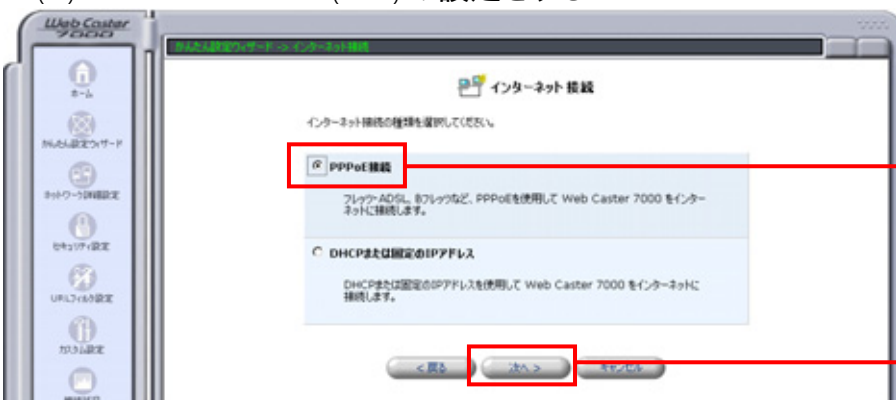 Web Caster
7000
かんたん設定ウィザード -> インターネット接続
ホーム
かんたん設定ウィザード
ネットワーク詳細設定
セキュリティ設定
URLフィルタ設定
カスタム設定
インターネット 接続
インターネット接続の種類を選択してください。
PPPoE接続
フレッツ・ADSL、Bフレッツなど、PPPoEを使用して Web Caster 7000 をインター
ネットに接続します。
DHCPまたは固定のIPアドレス
DHCPまたは固定のIPアドレスを使用して Web Caster 7000 をインターネットに
接続します。
< 戻る
次へ >
キャンセル